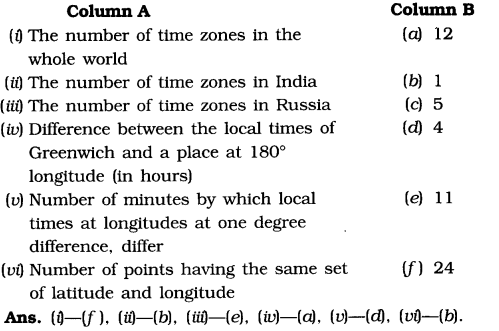 Column A Column B
(i) The number of time zones in the (a) 12
whole world
(ii) The number of time zones in India (b) 1
(iii) The number of time zones in Russia (c) 5
(iv) Difference between the local times of (d) 4
Greenwich and a place at 180°
longitude (in hours)
(v) Number of minutes by which local (e) 11
times at longitudes at one degree
difference, differ
(vi) Number of points having the same set (f) 24
of latitude and longitude
Ans. (i)—(f), (ii)—(b), (iii)—(e), (iv)—(a), (v)—(d), (vi)—(b).